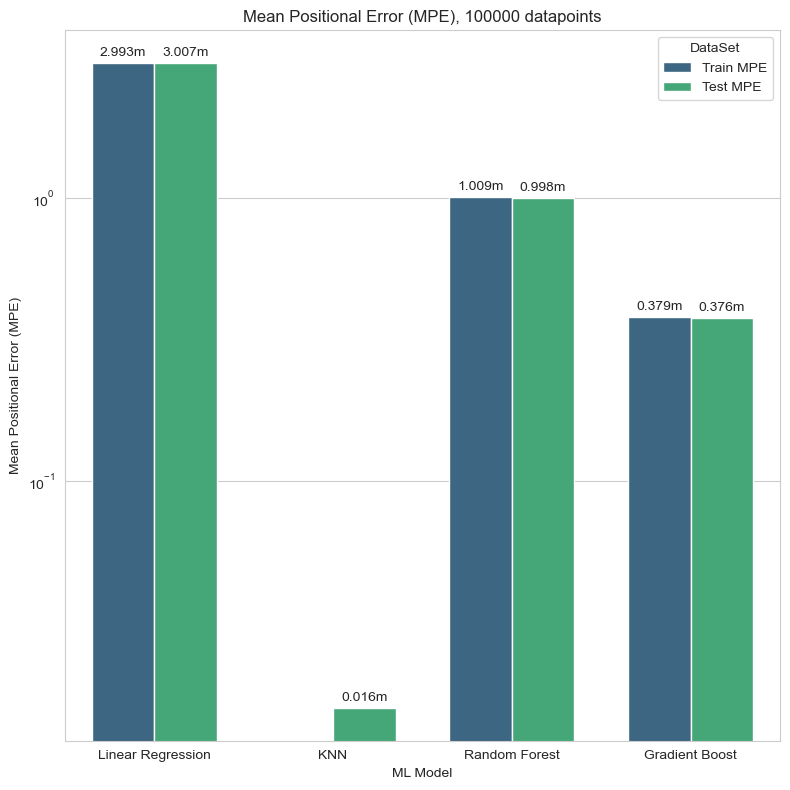 Mean Positional Error (MPE), 100000 datapoints
DataSet
Train MPE
Test MPE
2.993m
3.007m
0.016m
1.009m
0.998m
0.379m
0.376m
10⁰
10⁻¹
Mean Positional Error (MPE)
Linear Regression
KNN
Random Forest
Gradient Boost
ML Model